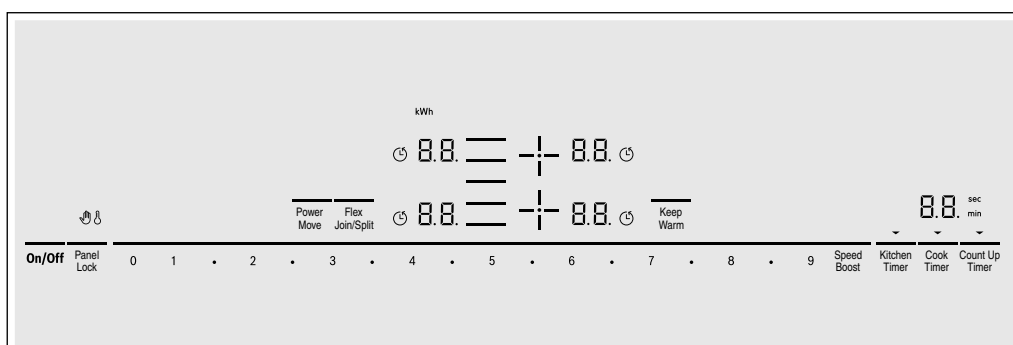 kWh
8.8. 8.8.
8.8. sec
min
Power
Move
Flex
Join/Split
8.8. 8.8.
Keep
Warm
On/Off
Panel
Lock
0 1 . 2 . 3 . 4 . 5 . 6 . 7 . 8 . 9
Speed
Boost
Kitchen
Timer
Cook
Timer
Count Up
Timer